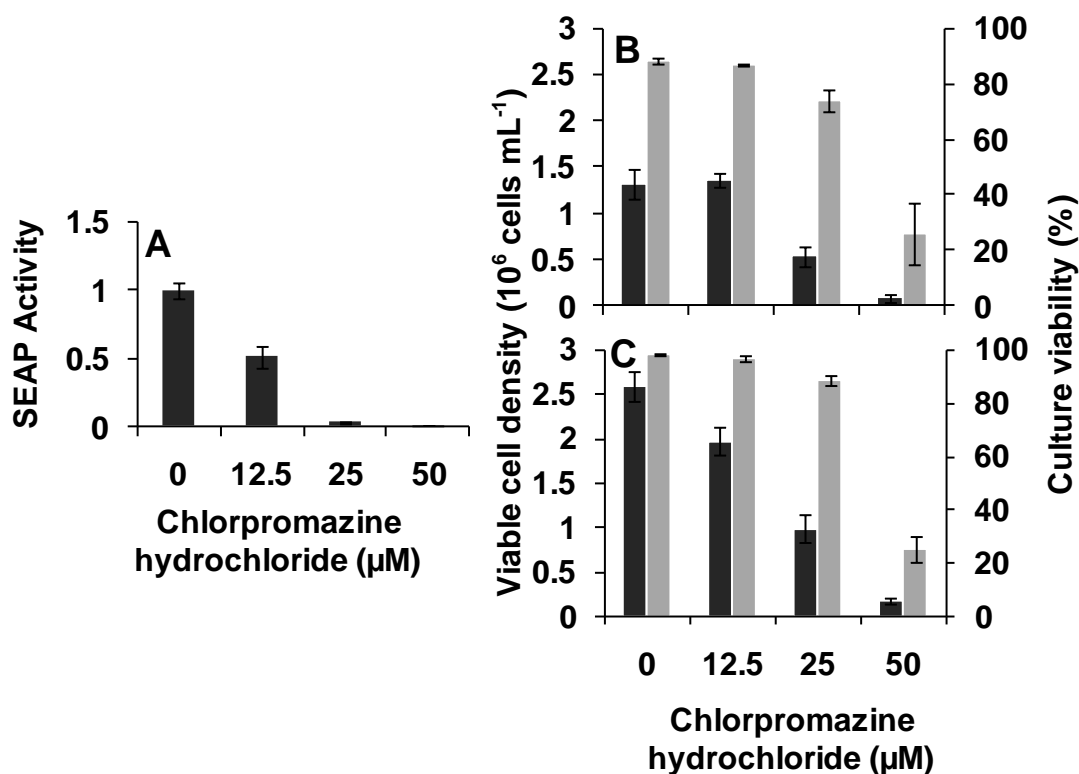 A
1.5
1
0.5
0
SEAP Activity
0 12.5 25 50
Chlorpromazine
hydrochloride (µM)
B
3
2.5
2
1.5
1
0.5
0
100
80
60
40
20
0
C
3
2.5
2
1.5
1
0.5
0
100
80
60
40
20
0
Viable cell density (10⁶ cells mL⁻¹)
Culture viability (%)
0 12.5 25 50
Chlorpromazine
hydrochloride (µM)